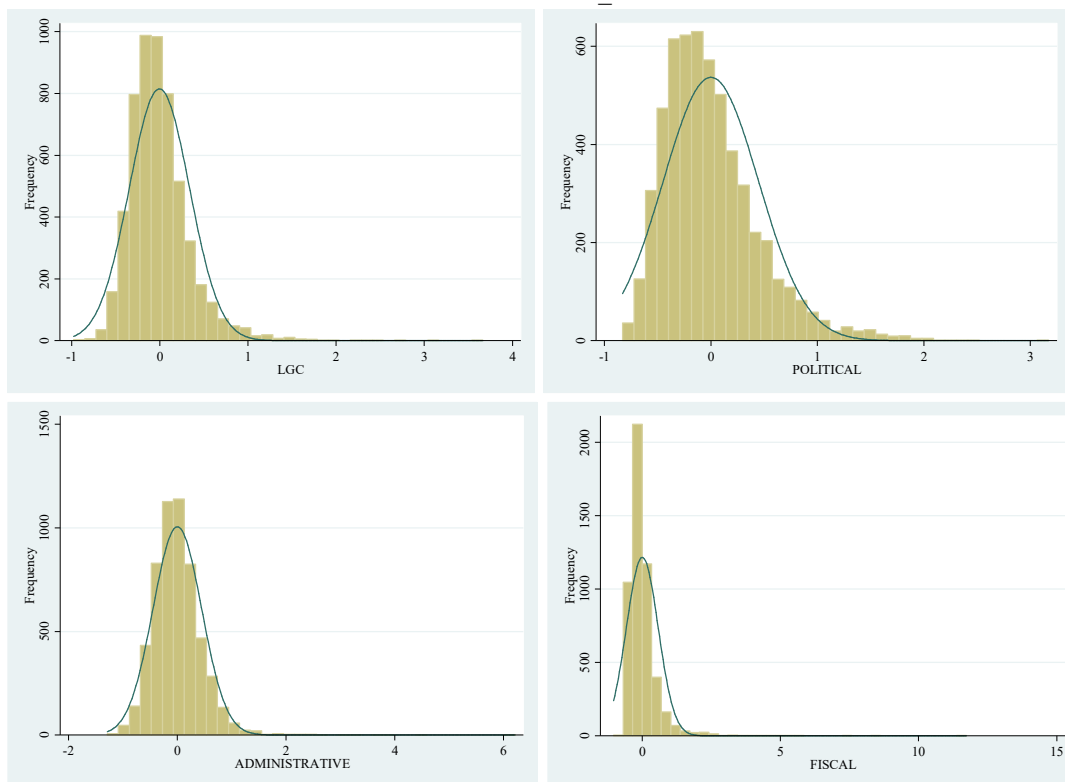 Frequency
0 200 400 600 800 1000
-1 0 1 2 3 4
LGC
Frequency
0 200 400 600
-1 0 1 2 3
POLITICAL
Frequency
0 500 1000 1500
-2 0 2 4 6
ADMINISTRATIVE
Frequency
0 500 1000 1500 2000
0 5 10 15
FISCAL